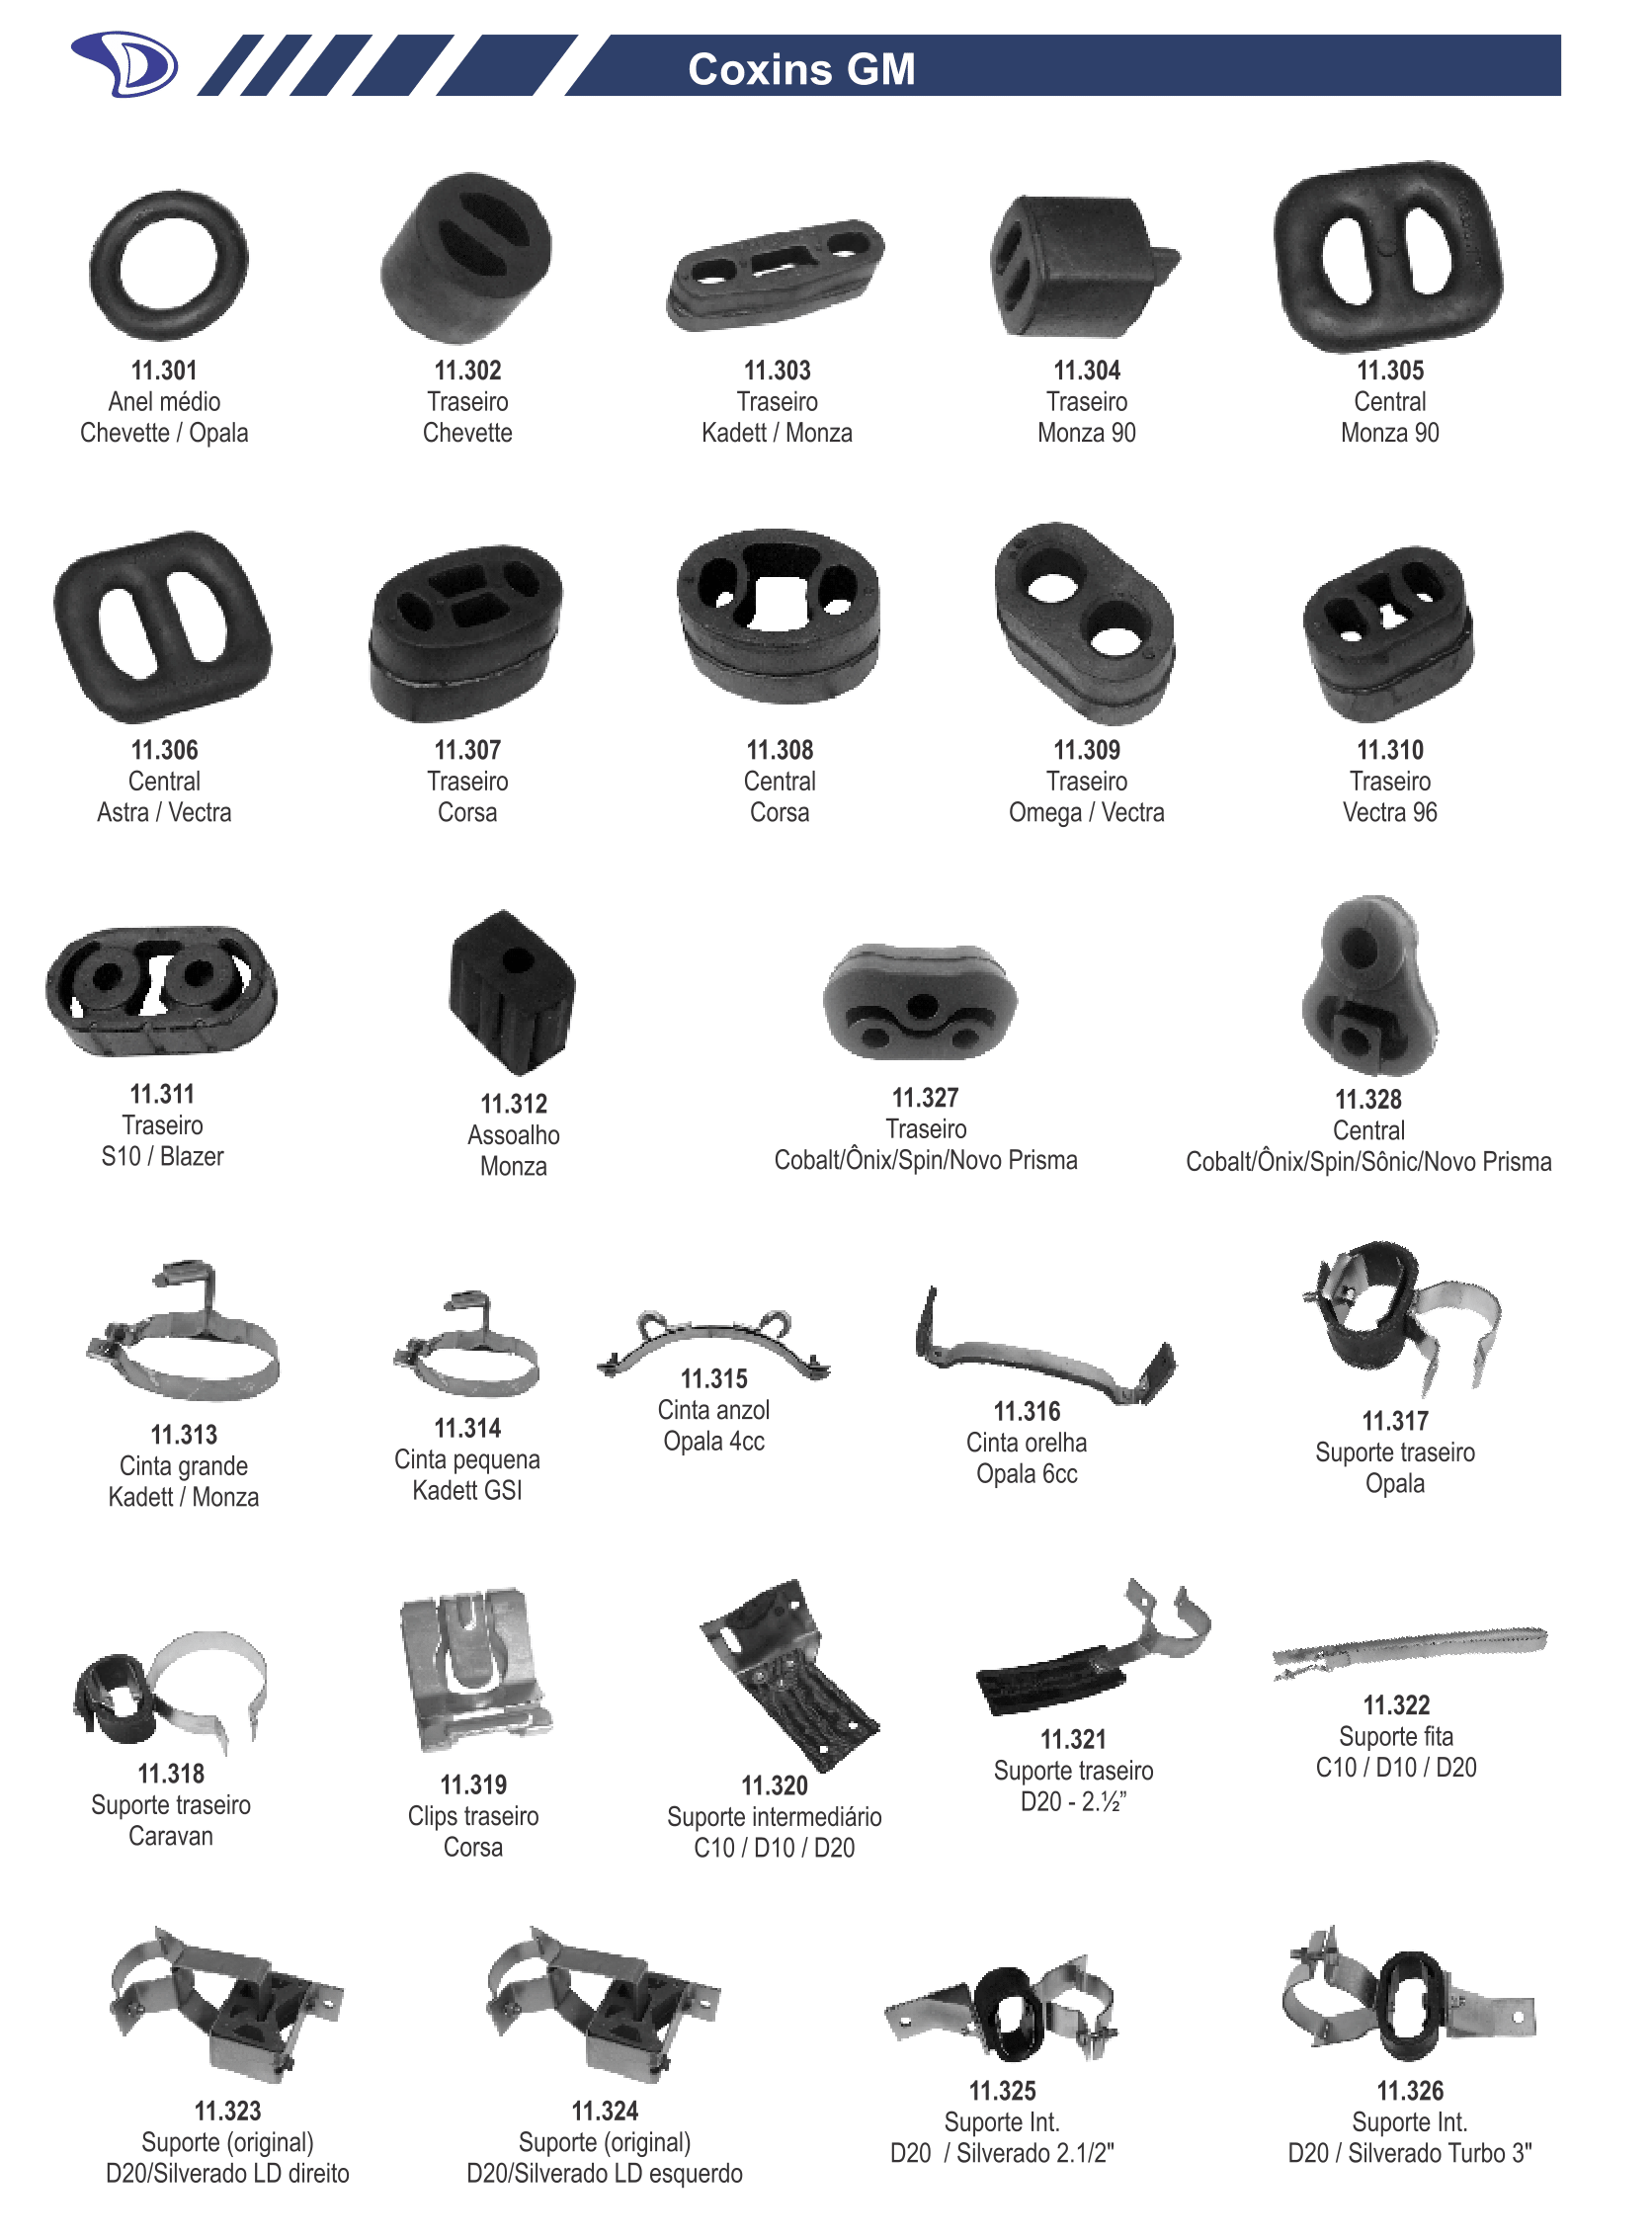 Coxins GM
11.301
Anel médio
Chevette / Opala
11.302
Traseiro
Chevette
11.303
Traseiro
Kadett / Monza
11.304
Traseiro
Monza 90
11.305
Central
Monza 90
11.306
Central
Astra / Vectra
11.307
Traseiro
Corsa
11.308
Central
Corsa
11.309
Traseiro
Omega / Vectra
11.310
Traseiro
Vectra 96
11.311
Traseiro
S10 / Blazer
11.312
Assoalho
Monza
11.327
Traseiro
Cobalt/Ônix/Spin/Novo Prisma
11.328
Central
Cobalt/Ônix/Spin/Sônic/Novo Prisma
11.313
Cinta grande
Kadett / Monza
11.314
Cinta pequena
Kadett GSI
11.315
Cinta anzol
Opala 4cc
11.316
Cinta orelha
Opala 6cc
11.317
Suporte traseiro
Opala
11.318
Suporte traseiro
Caravan
11.319
Clips traseiro
Corsa
11.320
Suporte intermediário
C10 / D10 / D20
11.321
Suporte traseiro
D20 - 2.½”
11.322
Suporte fita
C10 / D10 / D20
11.323
Suporte (original)
D20/Silverado LD direito
11.324
Suporte (original)
D20/Silverado LD esquerdo
11.325
Suporte Int.
D20 / Silverado 2.1/2"
11.326
Suporte Int.
D20 / Silverado Turbo 3"